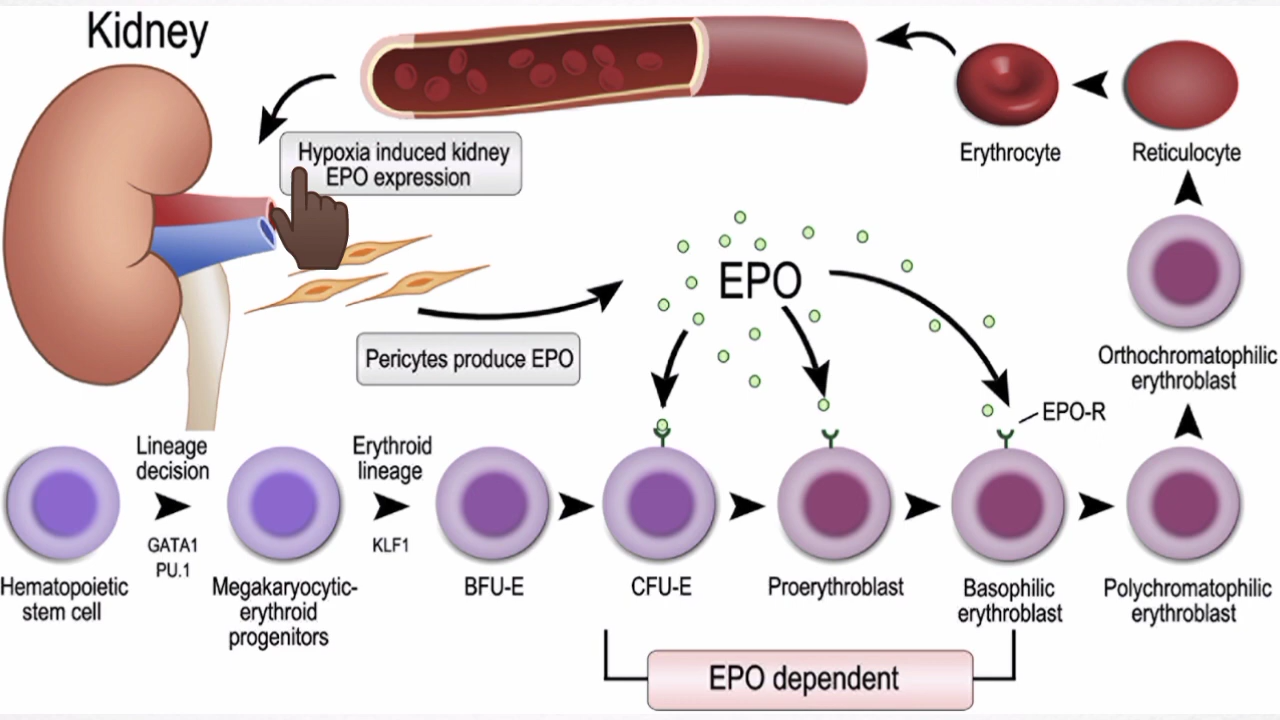 Kidney
Hypoxia induced kidney
EPO expression
Erythrocyte
Reticulocyte
EPO
Pericytes produce EPO
Orthochromatophilic
erythroblast
EPO-R
Lineage
decision
Erythroid
lineage
GATA1
PU.1
KLF1
Hematopoietic
stem cell
Megakaryocytic-
erythroid
progenitors
BFU-E
CFU-E
Proerythroblast
Basophilic
erythroblast
Polychromatophilic
erythroblast
EPO dependent